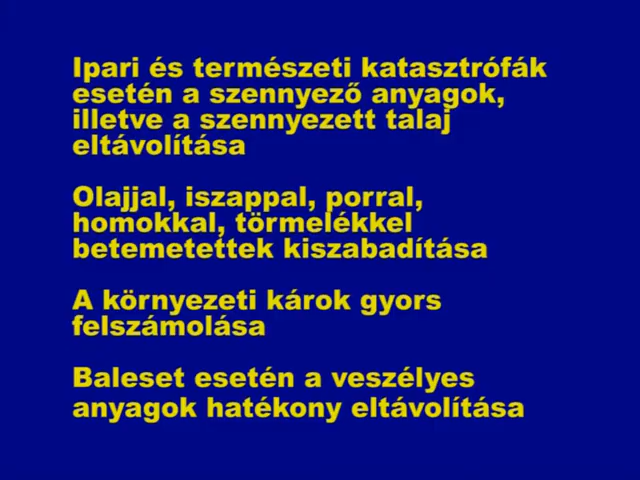 Ipari és természeti katasztrófák
esetén a szennyező anyagok,
illetve a szennyezett talaj
eltávolítása
Olajjal, iszappal, porral,
homokkal, törmelékkel
betemetettek kiszabadítása
A környezeti károk gyors
felszámolása
Baleset esetén a veszélyes
anyagok hatékony eltávolítása